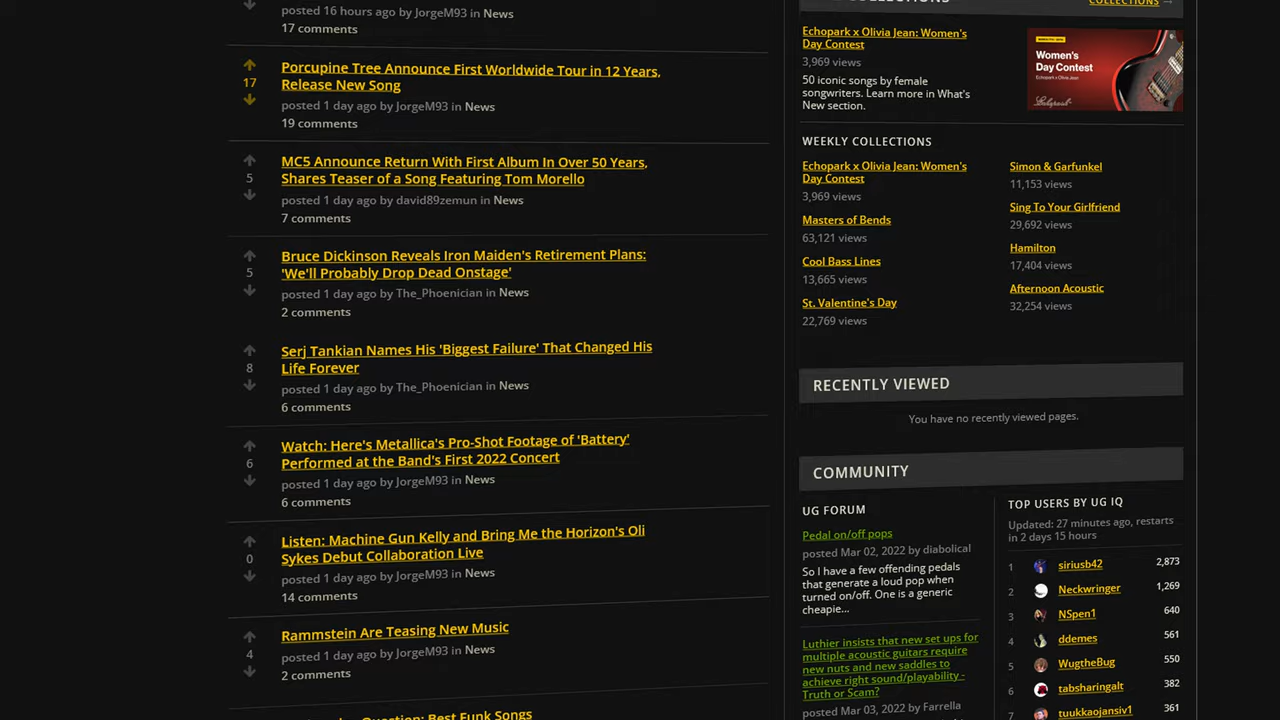 posted 16 hours ago by JorgeM93 in News
17 comments
Porcupine Tree Announce First Worldwide Tour in 12 Years,
Release New Song
17
posted 1 day ago by JorgeM93 in News
19 comments
MC5 Announce Return With First Album In Over 50 Years,
Shares Teaser of a Song Featuring Tom Morello
5
posted 1 day ago by david89zemun in News
7 comments
Bruce Dickinson Reveals Iron Maiden's Retirement Plans:
'We'll Probably Drop Dead Onstage'
5
posted 1 day ago by The_Phoenician in News
2 comments
Serj Tankian Names His 'Biggest Failure' That Changed His
Life Forever
8
posted 1 day ago by The_Phoenician in News
6 comments
Watch: Here's Metallica's Pro-Shot Footage of 'Battery'
Performed at the Band's First 2022 Concert
6
posted 1 day ago by JorgeM93 in News
6 comments
Listen: Machine Gun Kelly and Bring Me the Horizon's Oli
Sykes Debut Collaboration Live
0
posted 1 day ago by JorgeM93 in News
14 comments
Rammstein Are Teasing New Music
4
posted 1 day ago by JorgeM93 in News
2 comments
Question: Best Funk Songs
COLLECTIONS
COLLECTIONS →
Echopark x Olivia Jean: Women's
Day Contest
3,969 views
50 iconic songs by female
songwriters. Learn more in What's
New section.
Women's
Day Contest
Echopark x Olivia Jean
WEEKLY COLLECTIONS
Echopark x Olivia Jean: Women's
Day Contest
3,969 views
Masters of Bends
63,121 views
Cool Bass Lines
13,665 views
St. Valentine's Day
22,769 views
Simon & Garfunkel
11,153 views
Sing To Your Girlfriend
29,692 views
Hamilton
17,404 views
Afternoon Acoustic
32,254 views
RECENTLY VIEWED
You have no recently viewed pages.
COMMUNITY
UG FORUM
Pedal on/off pops
posted Mar 02, 2022 by diabolical
So I have a few offending pedals
that generate a loud pop when
turned on/off. One is a generic
cheapie...
Luthier insists that new set ups for
multiple acoustic guitars require
new nuts and new saddles to
achieve right sound/playability -
Truth or Scam?
posted Mar 03, 2022 by Farrella
TOP USERS BY UG IQ
Updated: 27 minutes ago, restarts
in 2 days 15 hours
1 siriusb42 2,873
2 Neckwringer 1,269
3 NSpen1 640
4 ddemes 561
5 WugtheBug 550
6 tabsharingalt 382
7 tuukkaojansiv1 361